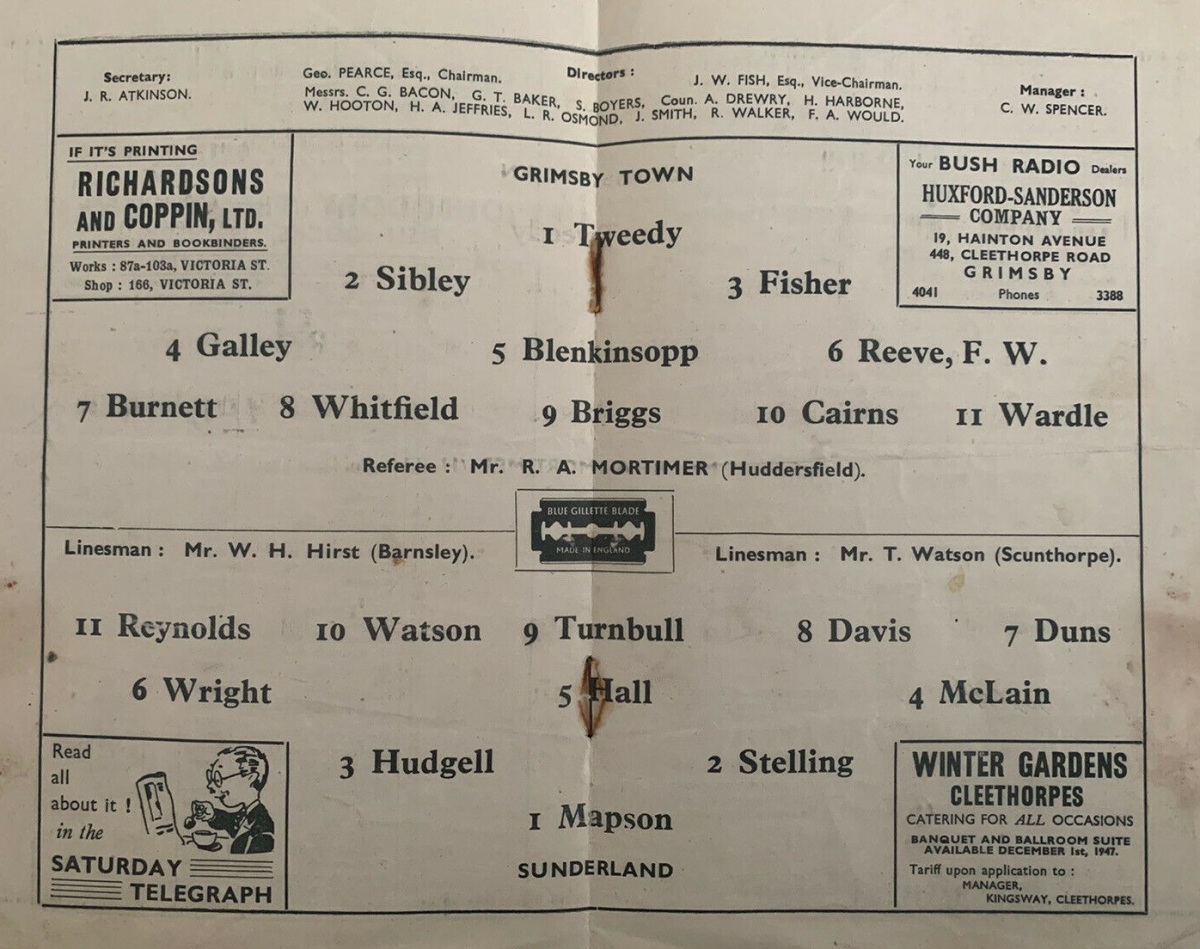 Secretary:
J. R. ATKINSON.
Directors :
Geo. PEARCE, Esq., Chairman.
J. W. FISH, Esq., Vice-Chairman.
Messrs. C. G. BACON, G. T. BAKER, S. BOYERS, Coun. A. DREWRY, H. HARBORNE,
W. HOOTON, H. A. JEFFRIES, L. R. OSMOND, J. SMITH, R. WALKER, F. A. WOULD.
Manager :
C. W. SPENCER.
IF IT'S PRINTING
RICHARDSONS
AND COPPIN, LTD.
PRINTERS AND BOOKBINDERS.
Works : 87a-103a, VICTORIA ST.
Shop : 166, VICTORIA ST.
Your BUSH RADIO Dealers
HUXFORD-SANDERSON
COMPANY
19, HAINTON AVENUE
448, CLEETHORPE ROAD
GRIMSBY
4041 Phones 3388
GRIMSBY TOWN
1 Tweedy
2 Sibley 3 Fisher
4 Galley 5 Blenkinsopp 6 Reeve, F. W.
7 Burnett 8 Whitfield 9 Briggs 10 Cairns 11 Wardle
Referee : Mr. R. A. MORTIMER (Huddersfield).
BLUE GILLETTE BLADE
MADE IN ENGLAND
Linesman : Mr. W. H. Hirst (Barnsley). Linesman : Mr. T. Watson (Scunthorpe).
11 Reynolds 10 Watson 9 Turnbull 8 Davis 7 Duns
6 Wright 5 Hall 4 McLain
3 Hudgell 2 Stelling
1 Mapson
SUNDERLAND
Read
all
about it !
in the
SATURDAY
TELEGRAPH
WINTER GARDENS
CLEETHORPES
CATERING FOR ALL OCCASIONS
BANQUET AND BALLROOM SUITE
AVAILABLE DECEMBER 1st, 1947.
Tariff upon application to :
MANAGER,
KINGSWAY, CLEETHORPES.